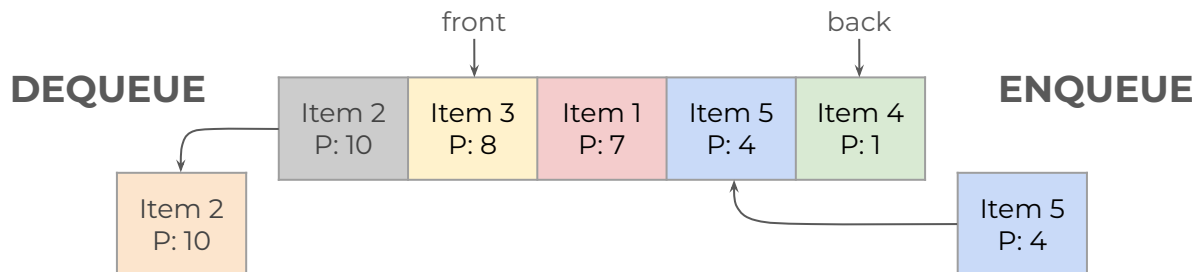 front
back
DEQUEUE
ENQUEUE
Item 2
P: 10
Item 3
P: 8
Item 1
P: 7
Item 5
P: 4
Item 4
P: 1
Item 2
P: 10
Item 5
P: 4